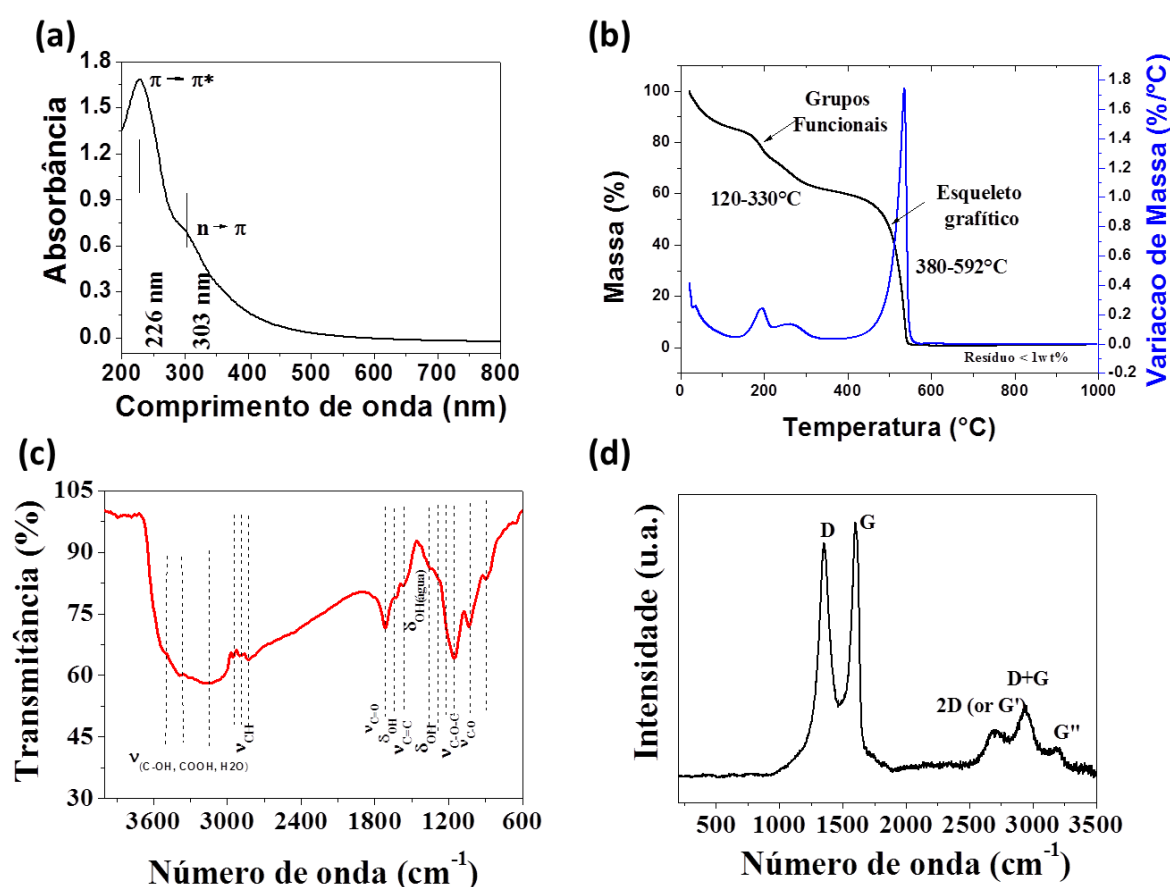 (a)
1.8
1.5
1.2
0.9
0.6
0.3
0.0
Absorbância
π → π*
n → π
226 nm
303 nm
200 300 400 500 600 700 800
Comprimento de onda (nm)
(b)
100
80
60
40
20
0
Massa (%)
Grupos
Funcionais
120-330°C
Esqueleto
grafítico
380-592°C
Resíduo < 1wt%
1.8
1.6
1.4
1.2
1.0
0.8
0.6
0.4
0.2
0.0
-0.2
Variacao de Massa (%/ºC)
0 200 400 600 800 1000
Temperatura (°C)
(c)
105
90
75
60
45
30
Transmitância (%)
ν(C-OH, COOH, H2O)
νCH
νC=O
δOH
νC=C
δOH(água)
δOH
νC-O-C
νC-O
3600 3000 2400 1800 1200 600
Número de onda (cm-1)
(d)
Intensidade (u.a.)
D
G
2D (or G')
D+G
G"
500 1000 1500 2000 2500 3000 3500
Número de onda (cm-1)